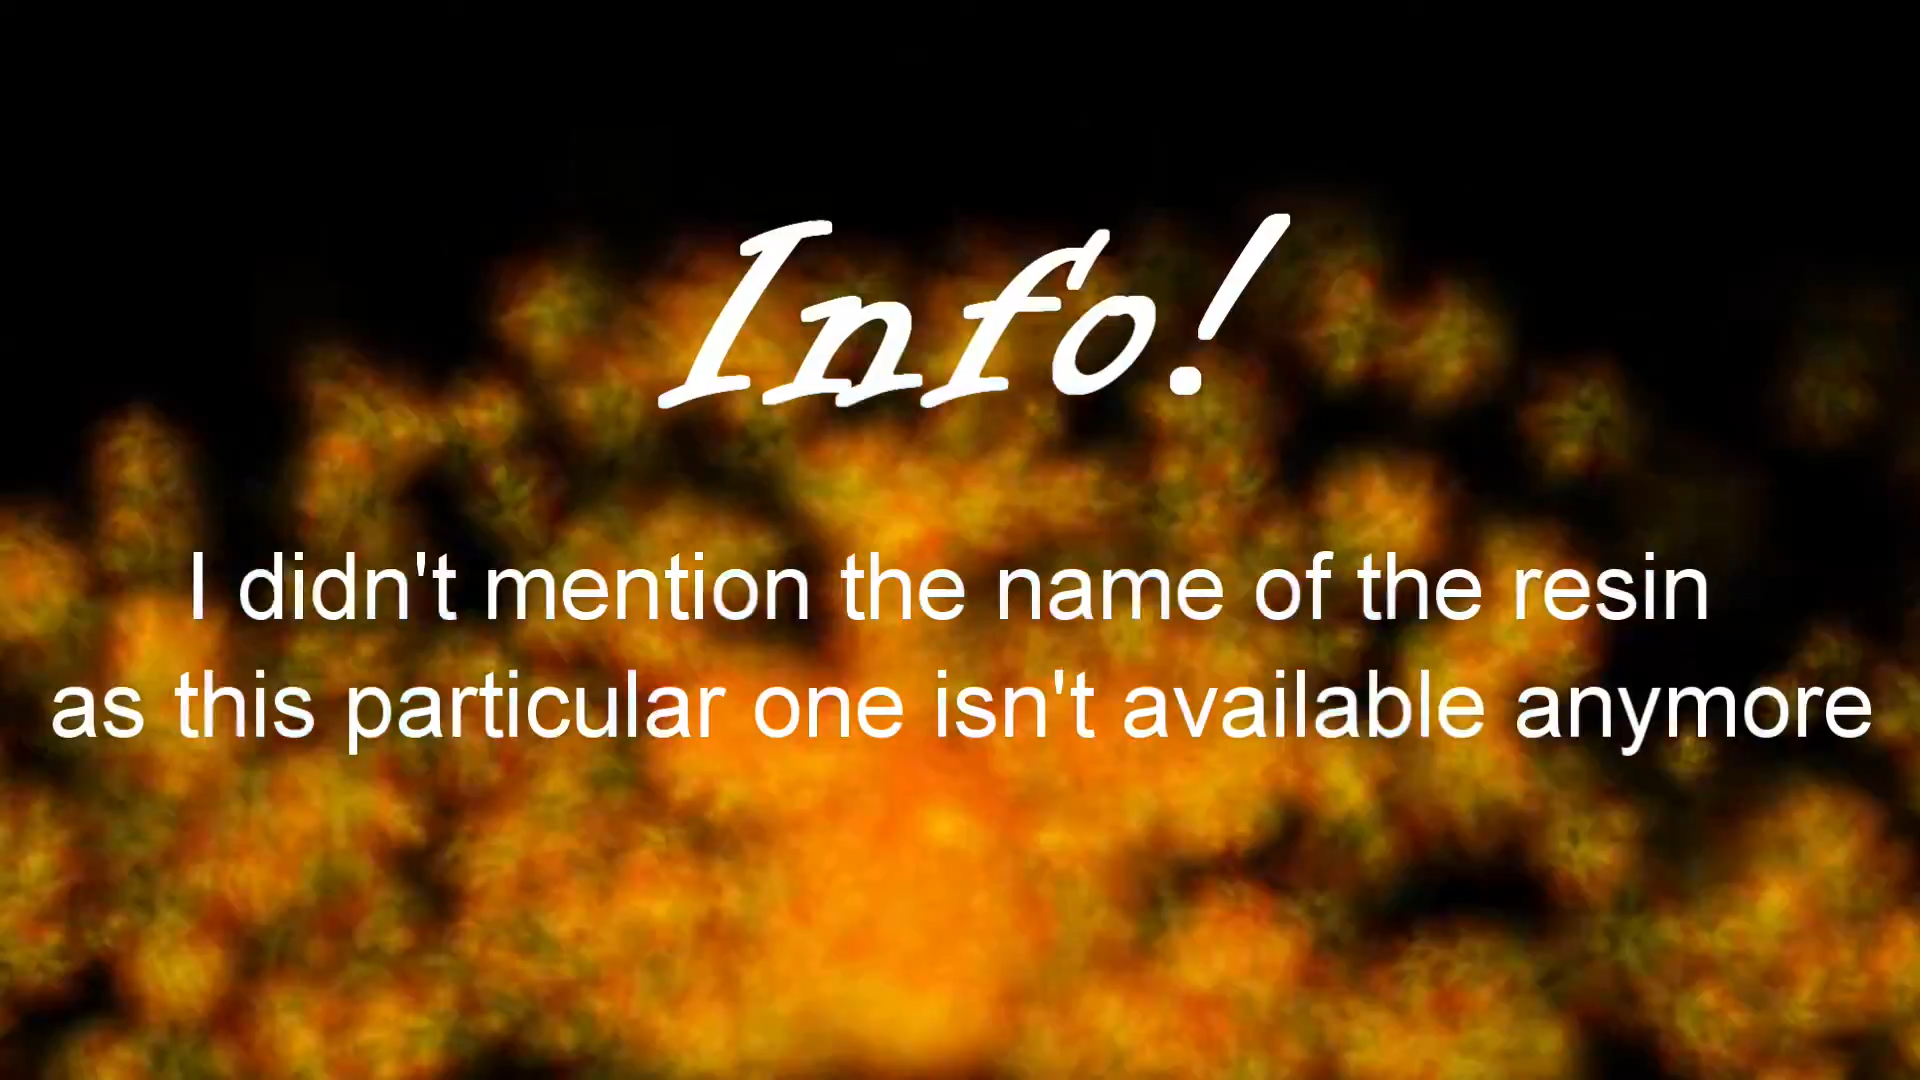 Info!
I didn't mention the name of the resin
as this particular one isn't available anymore